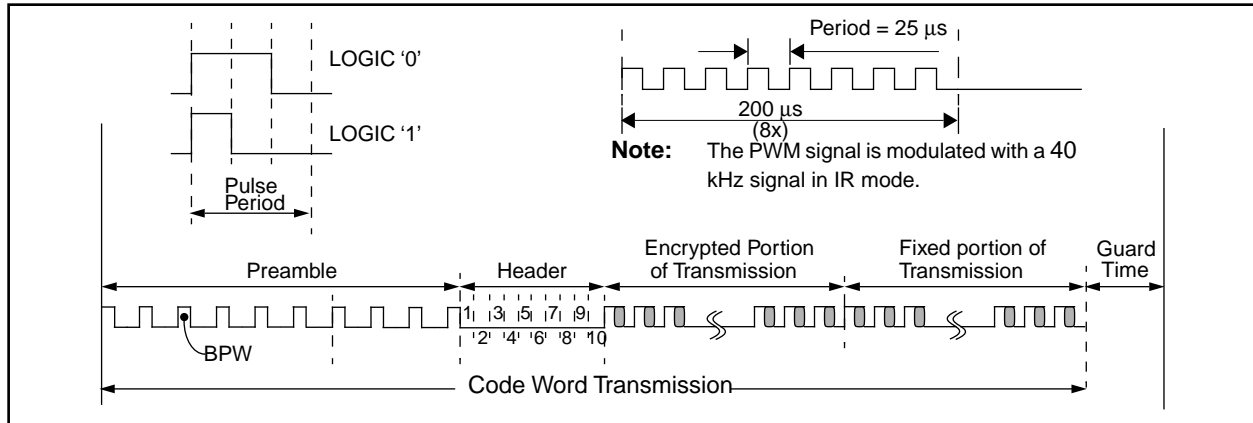 LOGIC ‘0’
LOGIC ‘1’
Pulse
Period
Period = 25 µs
200 µs
(8x)
Note: The PWM signal is modulated with a 40
kHz signal in IR mode.
Preamble
Header
Encrypted Portion
of Transmission
Fixed portion of
Transmission
Guard
Time
1 3 5 7 9
2 4 6 8 10
BPW
Code Word Transmission